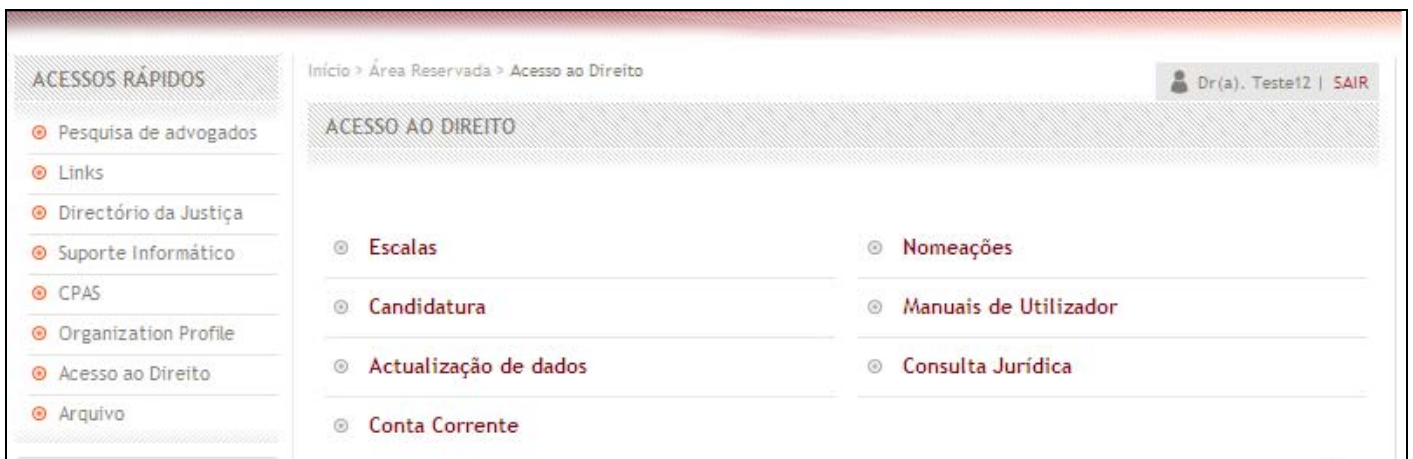 ACESSOS RÁPIDOS
Pesquisa de advogados
Links
Directório da Justiça
Suporte Informático
CPAS
Organization Profile
Acesso ao Direito
Arquivo
Início > Área Reservada > Acesso ao Direito
Dr(a). Teste12 | SAIR
ACESSO AO DIREITO
Escalas
Nomeações
Candidatura
Manuais de Utilizador
Actualização de dados
Consulta Jurídica
Conta Corrente